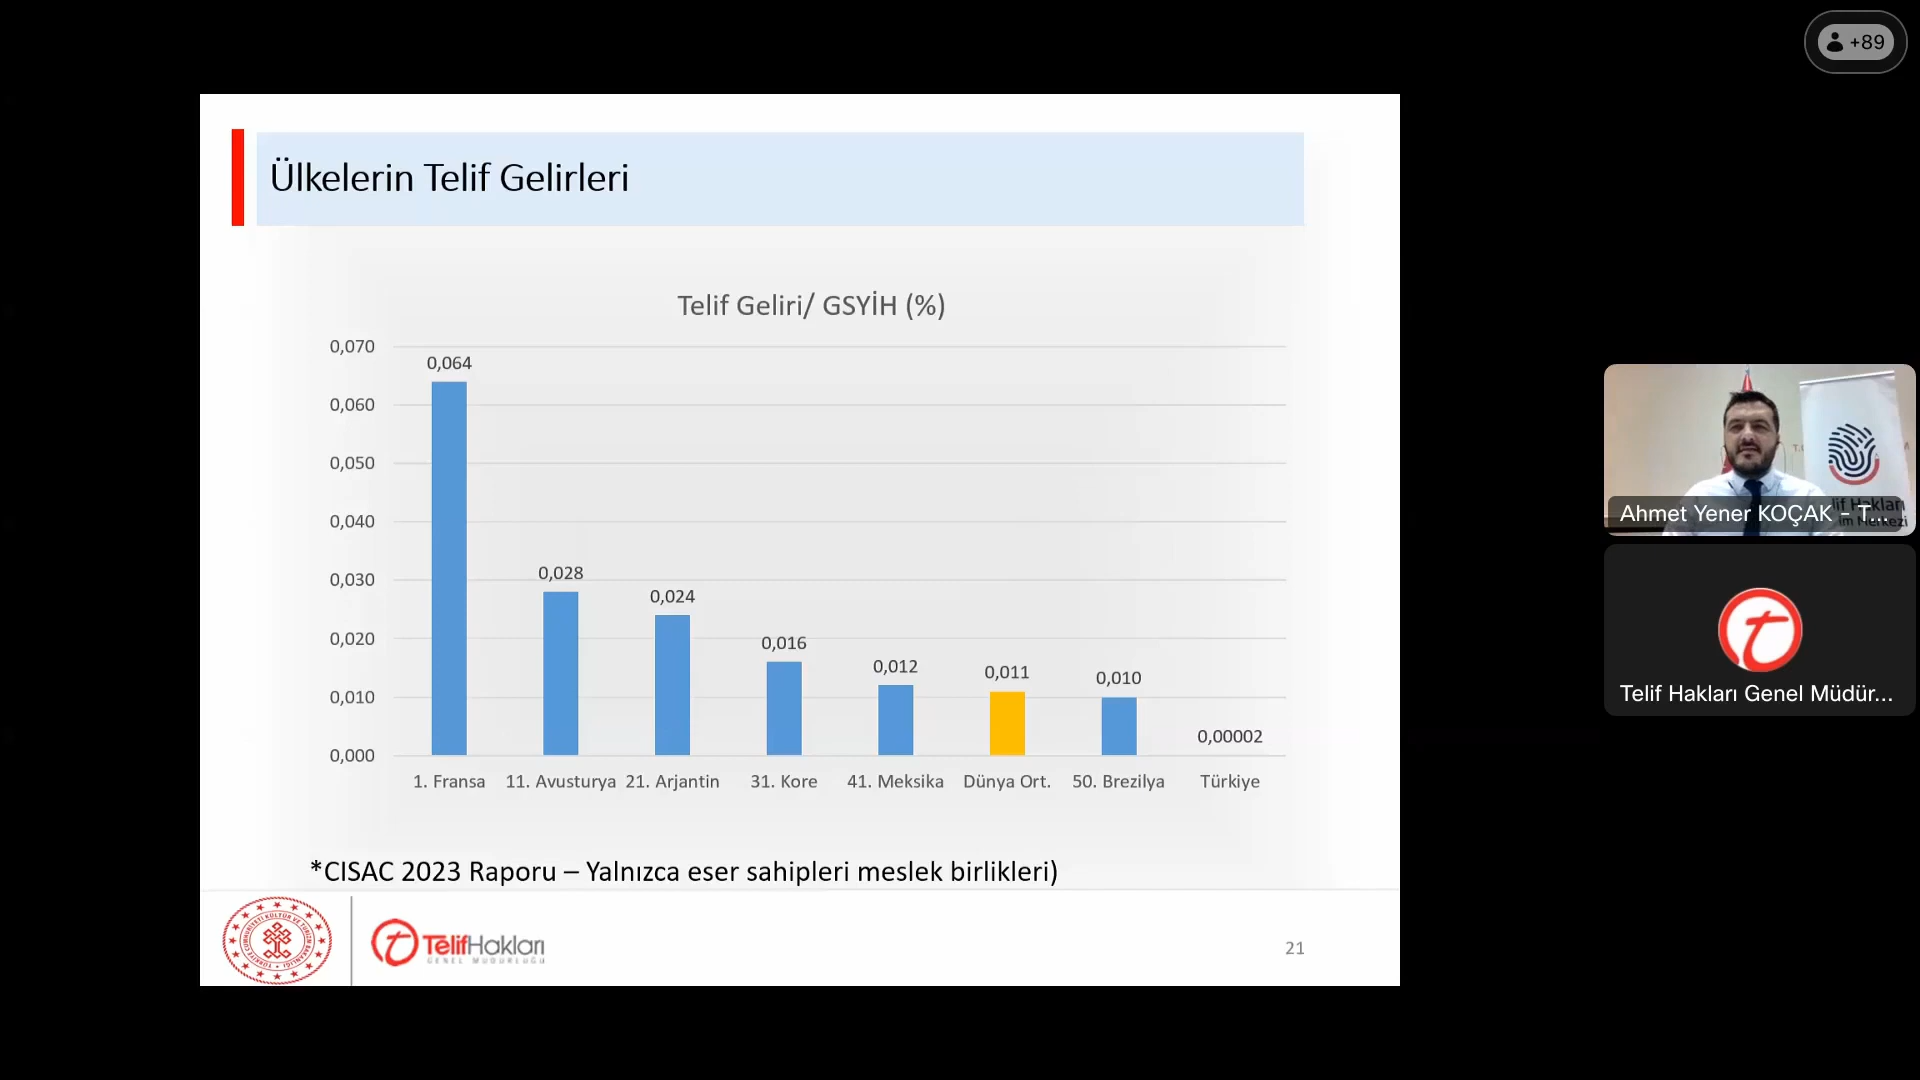 +89
Ülkelerin Telif Gelirleri
Telif Geliri/ GSYİH (%)
0,070
0,060
0,050
0,040
0,030
0,020
0,010
0,000
0,064
0,028
0,024
0,016
0,012
0,011
0,010
0,00002
1. Fransa 11. Avusturya 21. Arjantin 31. Kore 41. Meksika Dünya Ort. 50. Brezilya Türkiye
*CISAC 2023 Raporu – Yalnızca eser sahipleri meslek birlikleri)
TelifHakları
GENEL MÜDÜRLÜĞÜ
21
Ahmet Yener KOÇAK - T...
Telif Hakları Genel Müdür...